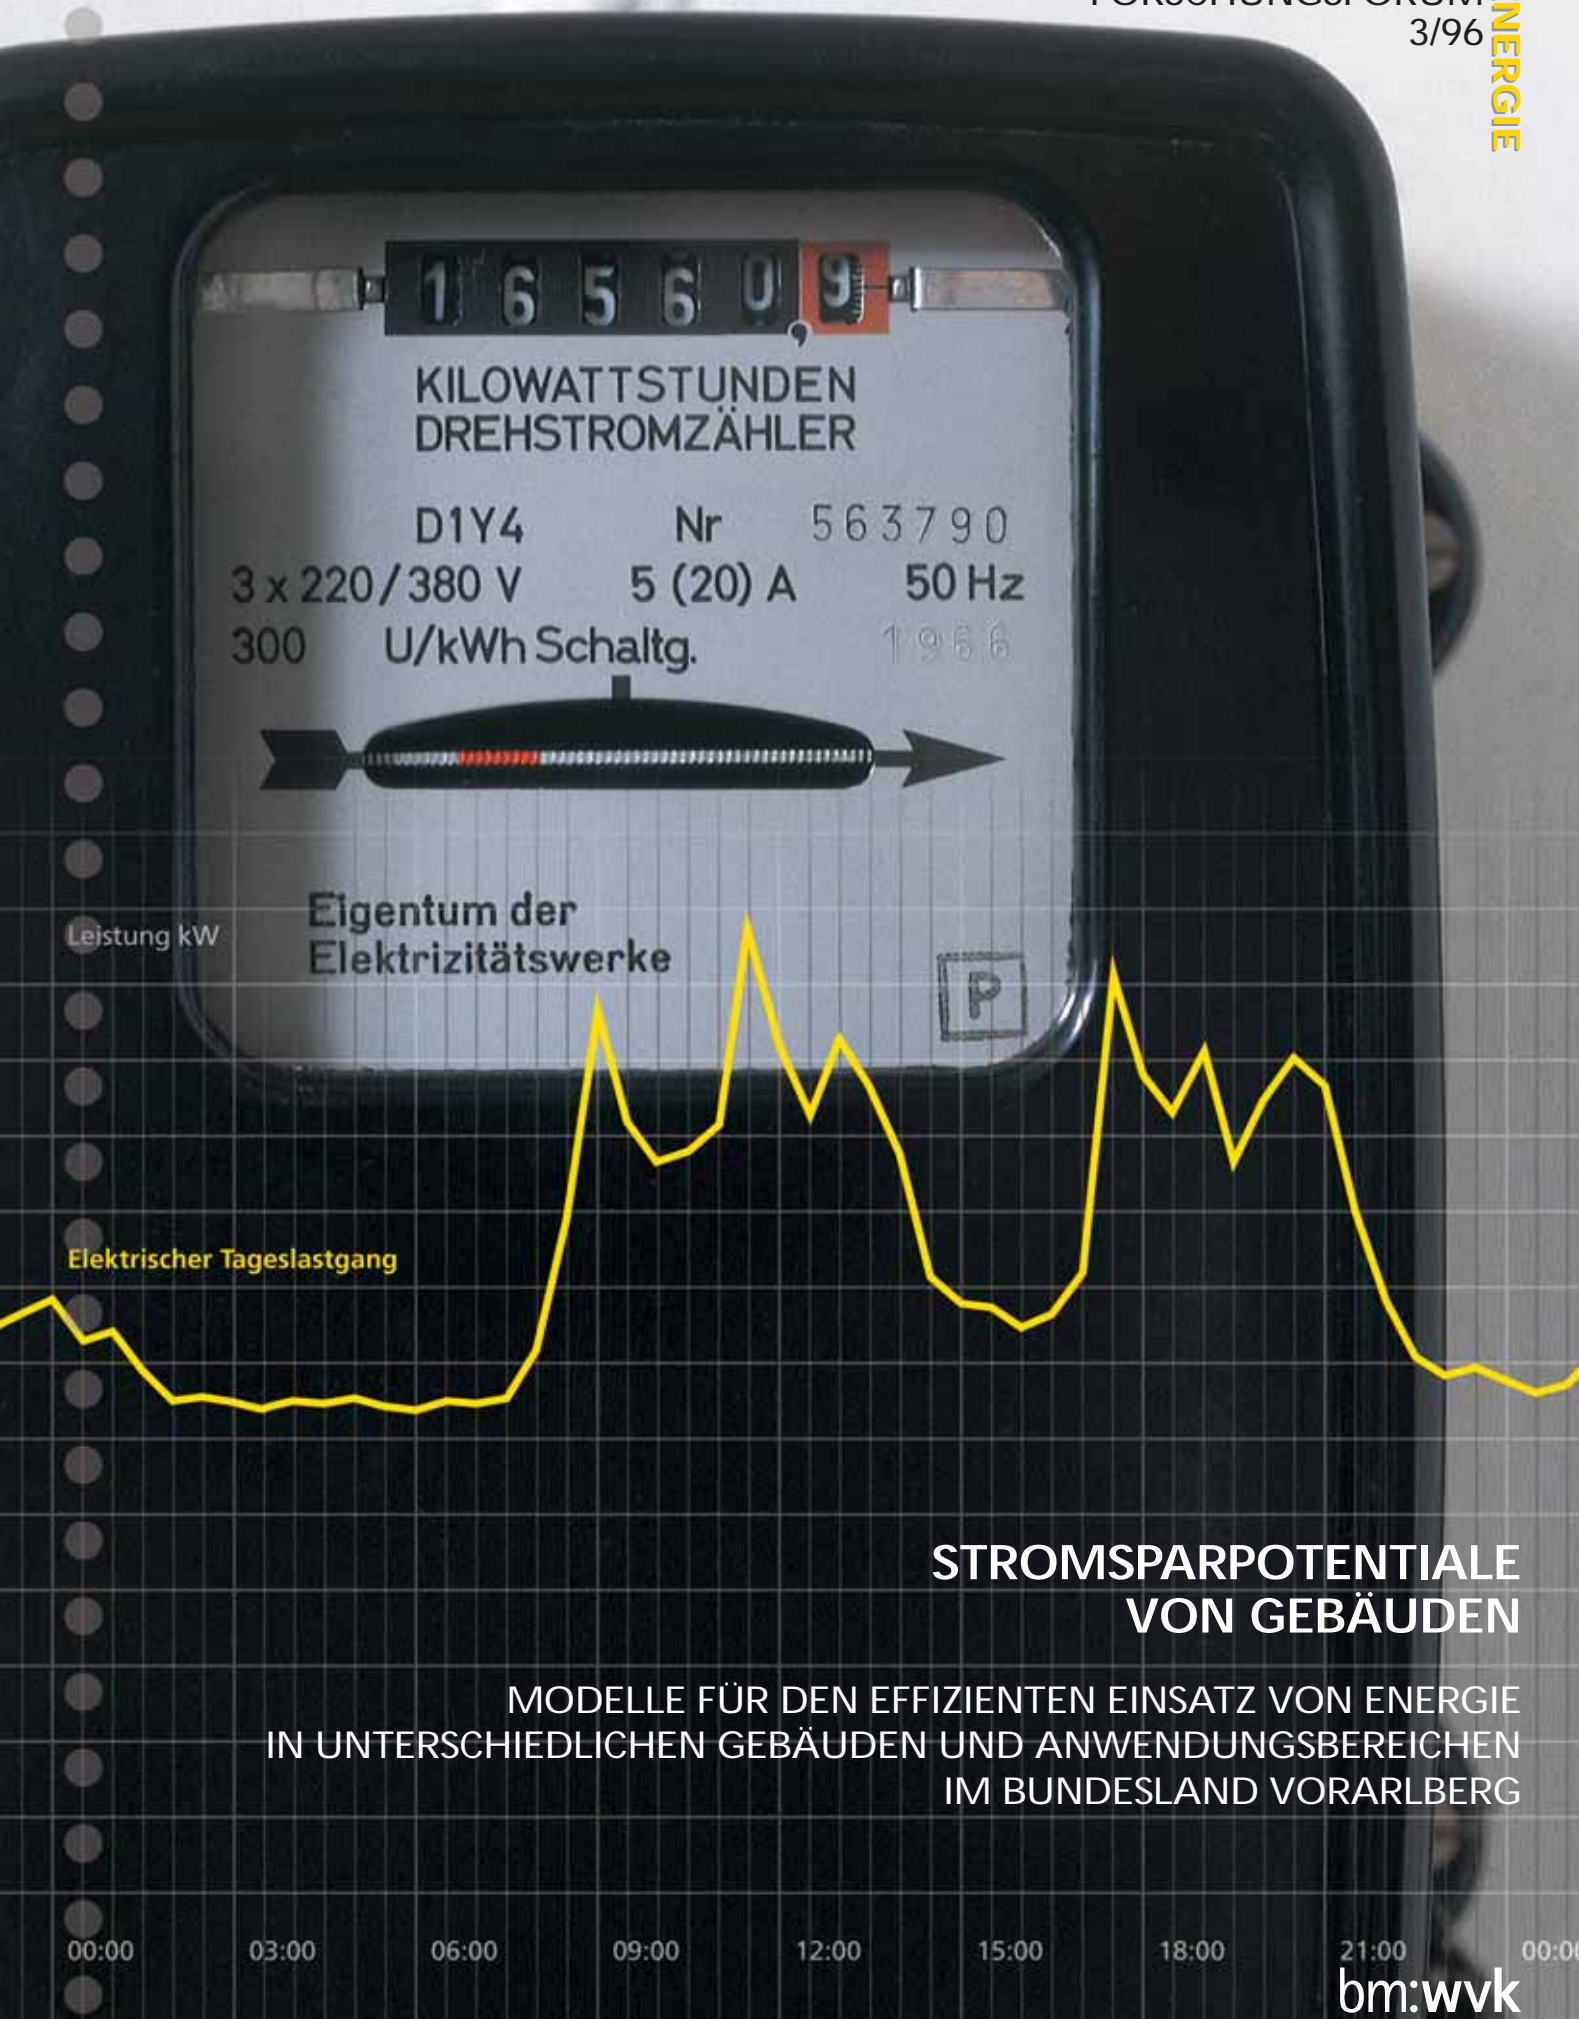 3/96
1 6 5 6 0 , 9
KILOWATTSTUNDEN
DREHSTROMZÄHLER
D1Y4 Nr 563790
3 x 220/380 V 5 (20) A 50 Hz
300 U/kWh Schaltg. 1966
Eigentum der
Elektrizitätswerke
P
Leistung kW
Elektrischer Tageslastgang
STROMSPARPOTENTIALE
VON GEBÄUDEN
MODELLE FÜR DEN EFFIZIENTEN EINSATZ VON ENERGIE
IN UNTERSCHIEDLICHEN GEBÄUDEN UND ANWENDUNGSBEREICHEN
IM BUNDESLAND VORARLBERG
00:00 03:00 06:00 09:00 12:00 15:00 18:00 21:00
bm:wvk